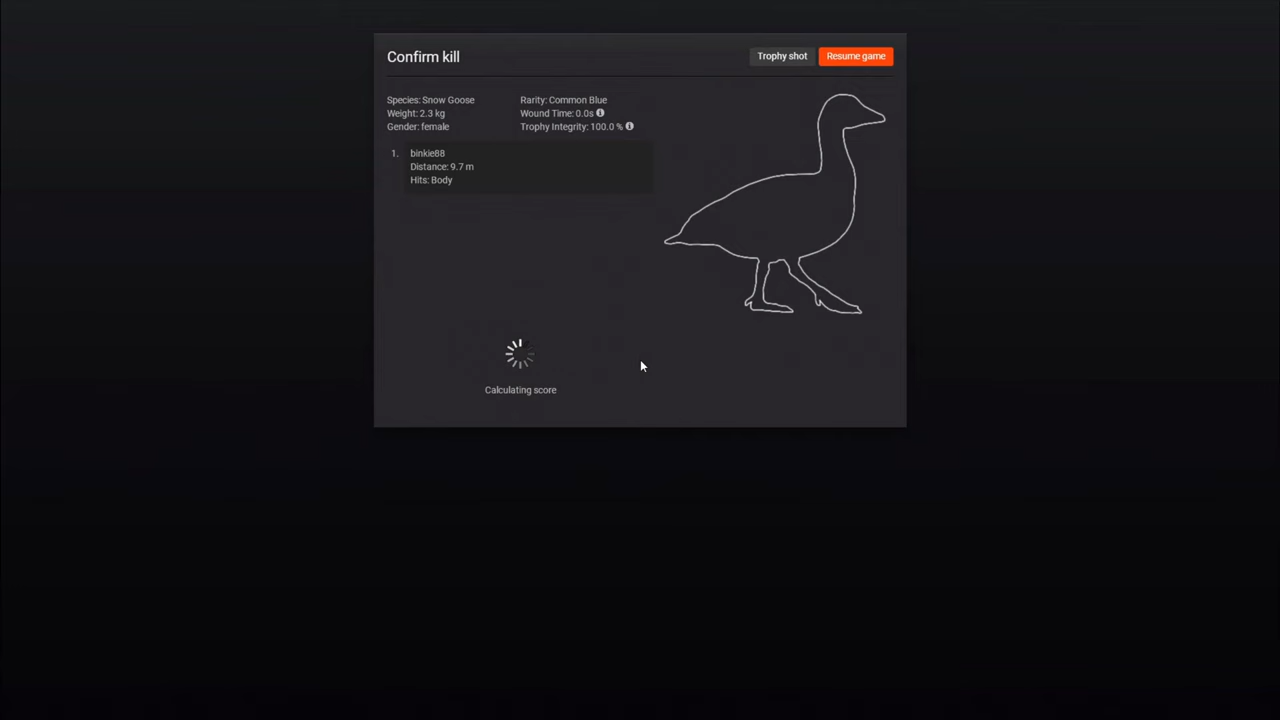 Confirm kill
Trophy shot
Resume game
Species: Snow Goose
Rarity: Common Blue
Weight: 2.3 kg
Wound Time: 0.0s
Gender: female
Trophy Integrity: 100.0 %
1. binkie88
Distance: 9.7 m
Hits: Body
Calculating score